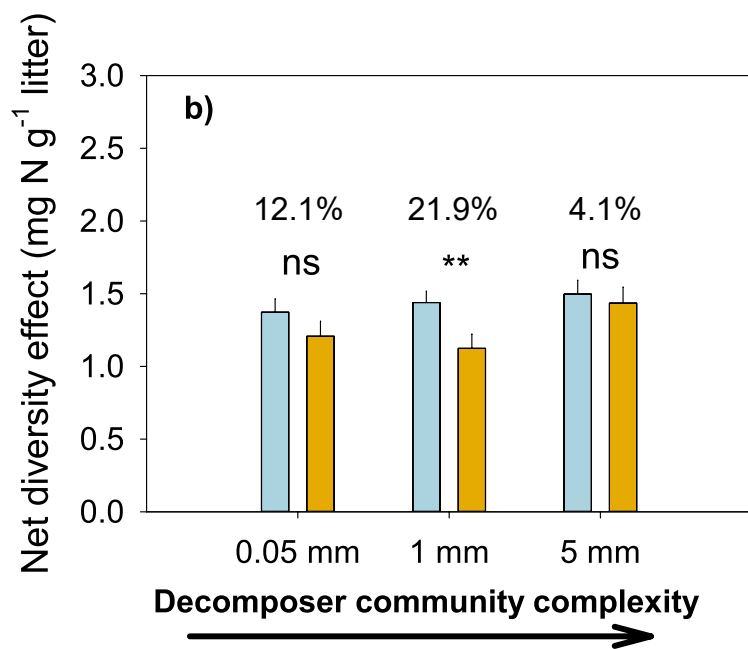 Net diversity effect (mg N g⁻¹ litter)
3.0
2.5
2.0
1.5
1.0
0.5
0.0
b)
12.1% 21.9% 4.1%
ns ** ns
0.05 mm 1 mm 5 mm
Decomposer community complexity